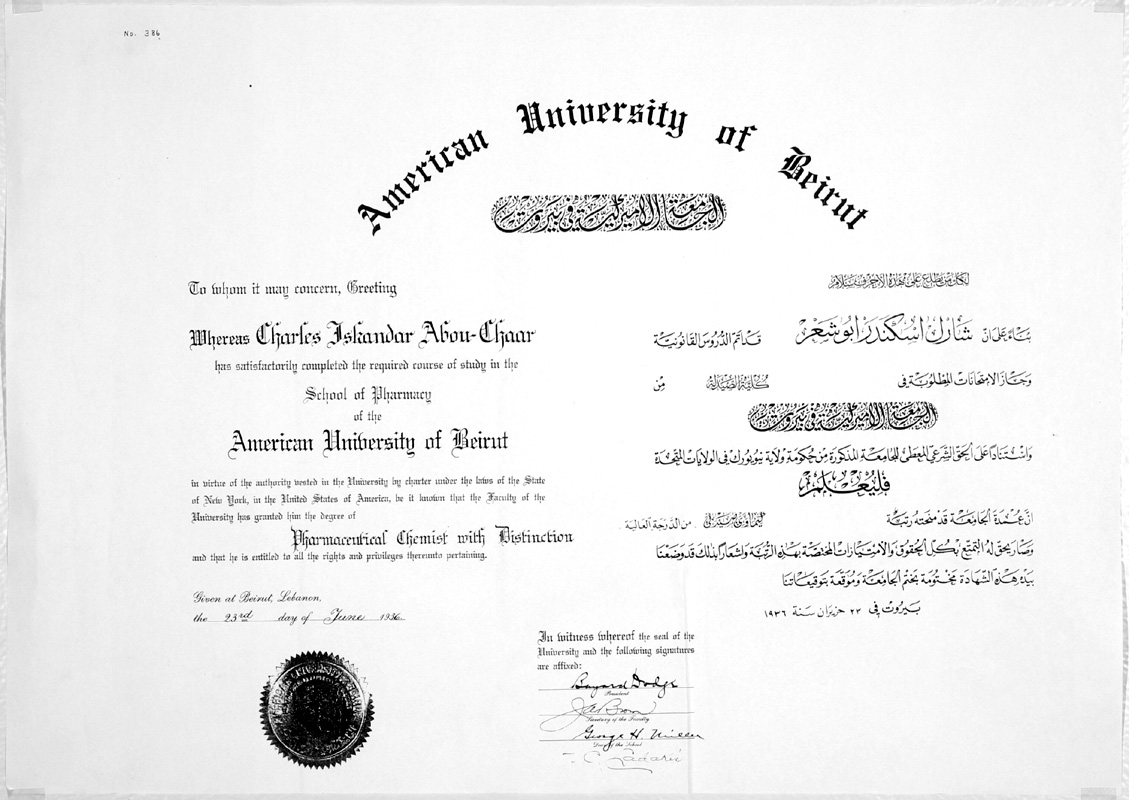 No. 386
American University of Beirut
الجامعة الاميركية في بيروت
To whom it may concern, Greeting
Whereas Charles Iskandar Abou-Chaar
has satisfactorily completed the required course of study in the
School of Pharmacy
of the
American University of Beirut
in virtue of the authority vested in the University by charter under the laws of the State
of New York, in the United States of America, be it known that the Faculty of the
University has granted him the degree of
Pharmaceutical Chemist with Distinction
and that he is entitled to all the rights and privileges thereunto pertaining.
Given at Beirut, Lebanon,
the 23rd day of June 1936
لكل من يطلع على هذه الاحرف سلام
بناء على ان شارل اسكندر ابو شعر قد اتم الدروس القانونية
وجاز الامتحانات المطلوبة في كلية الصيدلة من
الجامعة الاميركية في بيروت
واستنادا على الحق الشرعي المعطى للجامعة المذكورة من حكومة ولاية نيويورك في الولايات المتحدة
فليعلم
ان عمدة الجامعة قد منحته رتبة كيماوي صيدلي من الدرجة العالية
وصار يحق له التمتع بكل الحقوق والامتيازات المختصة بهذه الرتبة واشعارا بذلك قد وضعنا
بيده هذه الشهادة مختومة بختم الجامعة وموقعة بتوقيعاتنا
بيروت في ٢٣ حزيران سنة ١٩٣٦
In witness whereof the seal of the
University and the following signatures
are affixed:
Bayard Dodge
President
Secretary of the Faculty
George H. Miller
Dean of the School